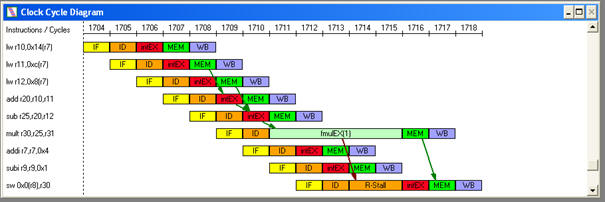 Clock Cycle Diagram
Instructions / Cycles 1704 1705 1706 1707 1708 1709 1710 1711 1712 1713 1714 1715 1716 1717 1718
lw r10,0x14(r7) IF ID intEX MEM WB
lw r11,0xc(r7) IF ID intEX MEM WB
lw r12,0x8(r7) IF ID intEX MEM WB
add r20,r10,r11 IF ID intEX MEM WB
sub r25,r20,r12 IF ID intEX MEM WB
mult r30,r25,r31 IF ID fmulEX[1] MEM WB
addi r7,r7,0x4 IF ID intEX MEM WB
subi r9,r9,0x1 IF ID intEX MEM WB
sw 0x0(r8),r30 IF ID R-Stall intEX MEM WB